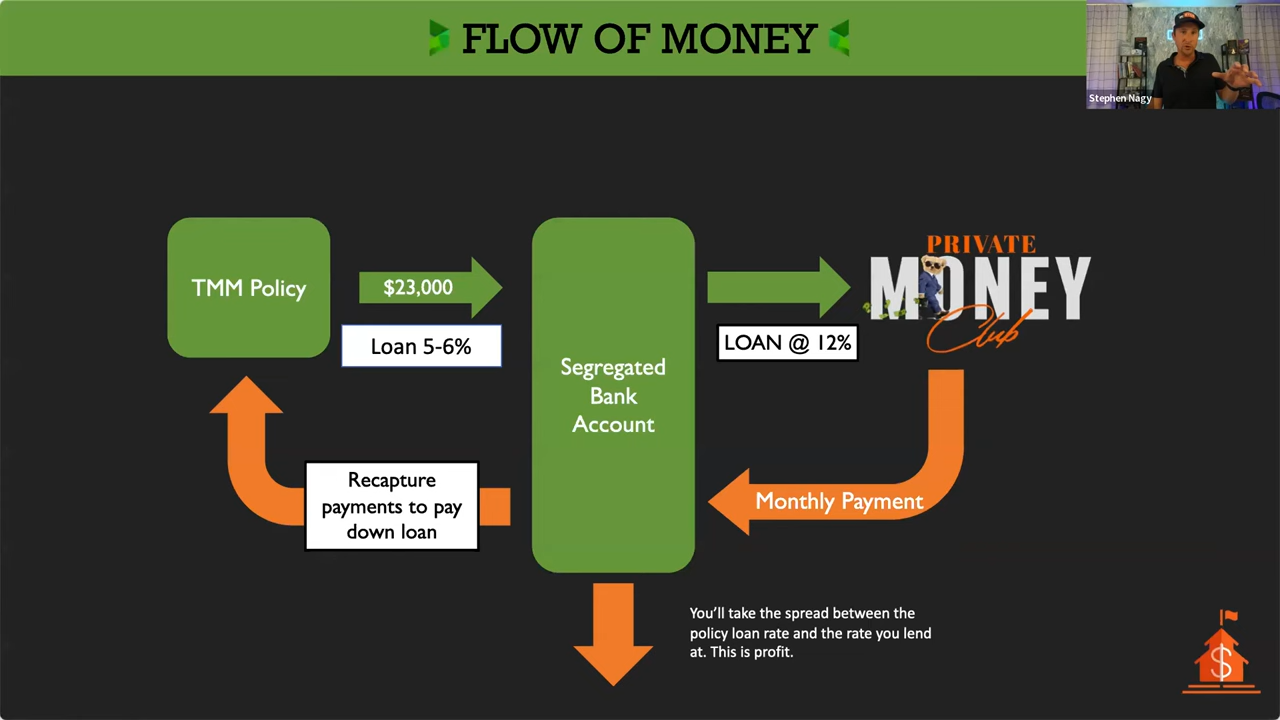 FLOW OF MONEY
Stephen Nagy
TMM Policy
$23,000
Loan 5-6%
Segregated
Bank
Account
LOAN @ 12%
PRIVATE
MONEY
Club
Monthly Payment
Recapture
payments to pay
down loan
You’ll take the spread between the
policy loan rate and the rate you lend
at. This is profit.
$